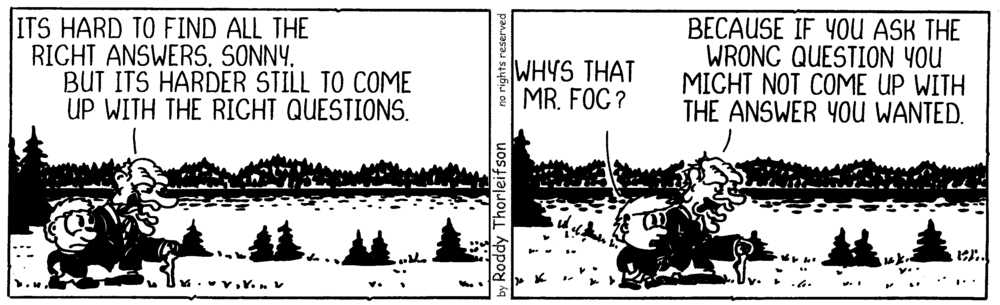 ITS HARD TO FIND ALL THE
RIGHT ANSWERS, SONNY.
BUT ITS HARDER STILL TO COME
UP WITH THE RIGHT QUESTIONS.
by Roddy Thorleifson
no rights reserved
WHYS THAT
MR. FOG?
BECAUSE IF YOU ASK THE
WRONG QUESTION YOU
MIGHT NOT COME UP WITH
THE ANSWER YOU WANTED.